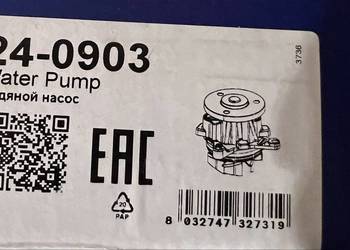 24-0903
Water Pump
дяной насос
3736
EAC
20
PAP
8 032747 327319